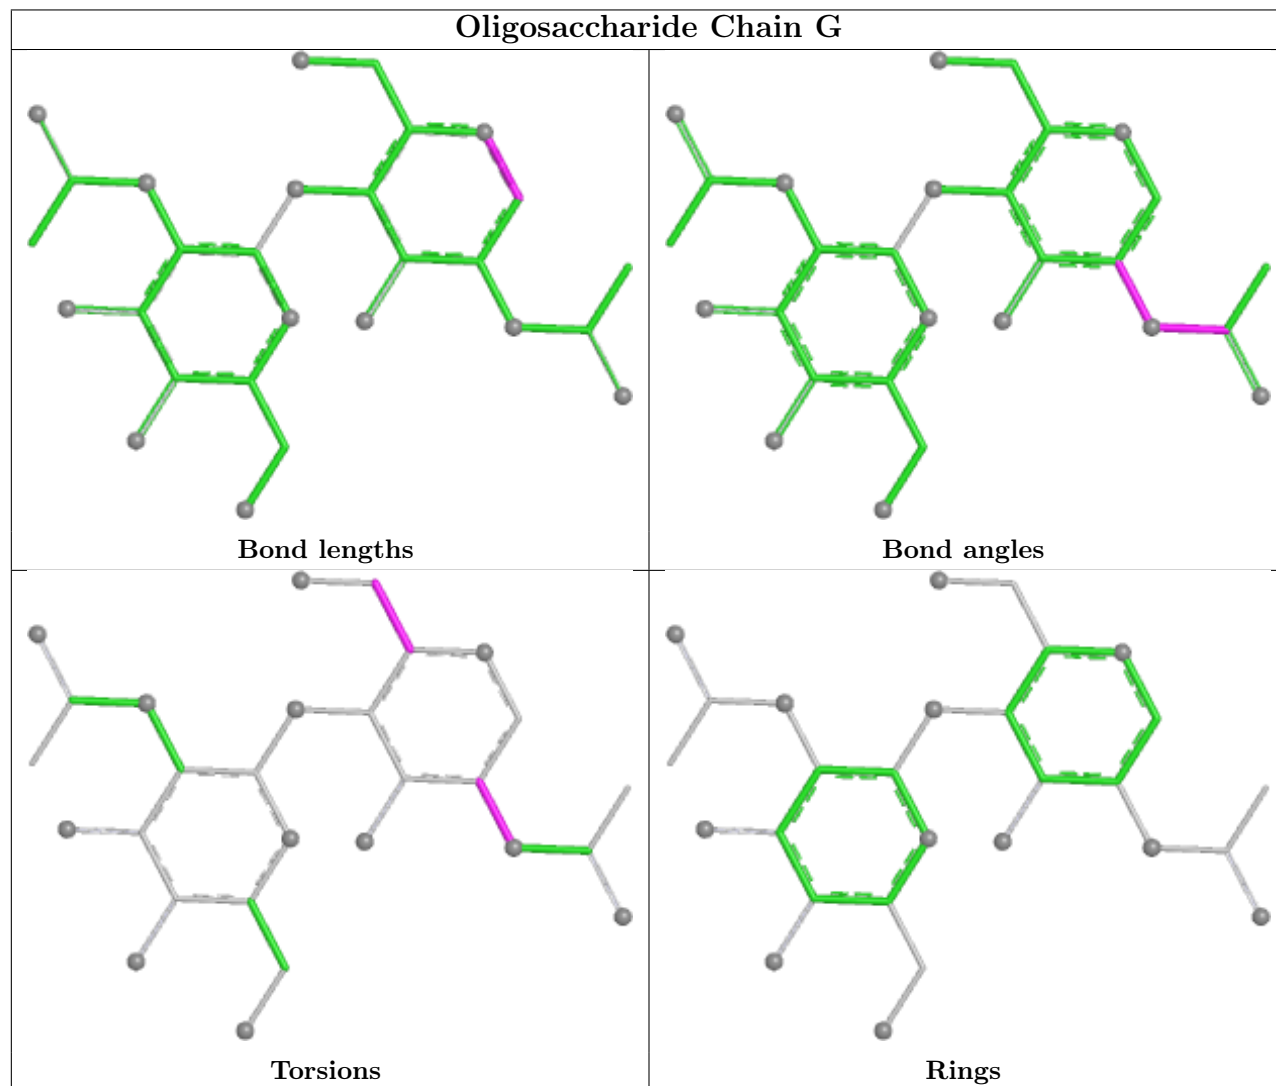 Oligosaccharide Chain G
Bond lengths
Bond angles
Torsions
Rings